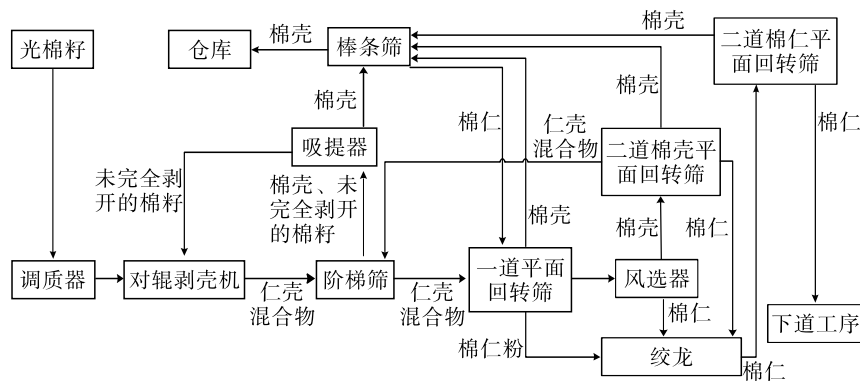 光棉籽
仓库
棉壳
棒条筛
棉壳
二道棉仁平
面回转筛
棉壳
棉仁
棉壳
仁壳
混合物
棉仁
吸提器
二道棉壳平
面回转筛
未完全剥
开的棉籽
棉壳、未
完全剥开
的棉籽
棉壳
棉壳
棉仁
调质器
对辊剥壳机
仁壳
混合物
阶梯筛
仁壳
混合物
一道平面
回转筛
风选器
棉仁
下道工序
棉仁粉
绞龙
棉仁